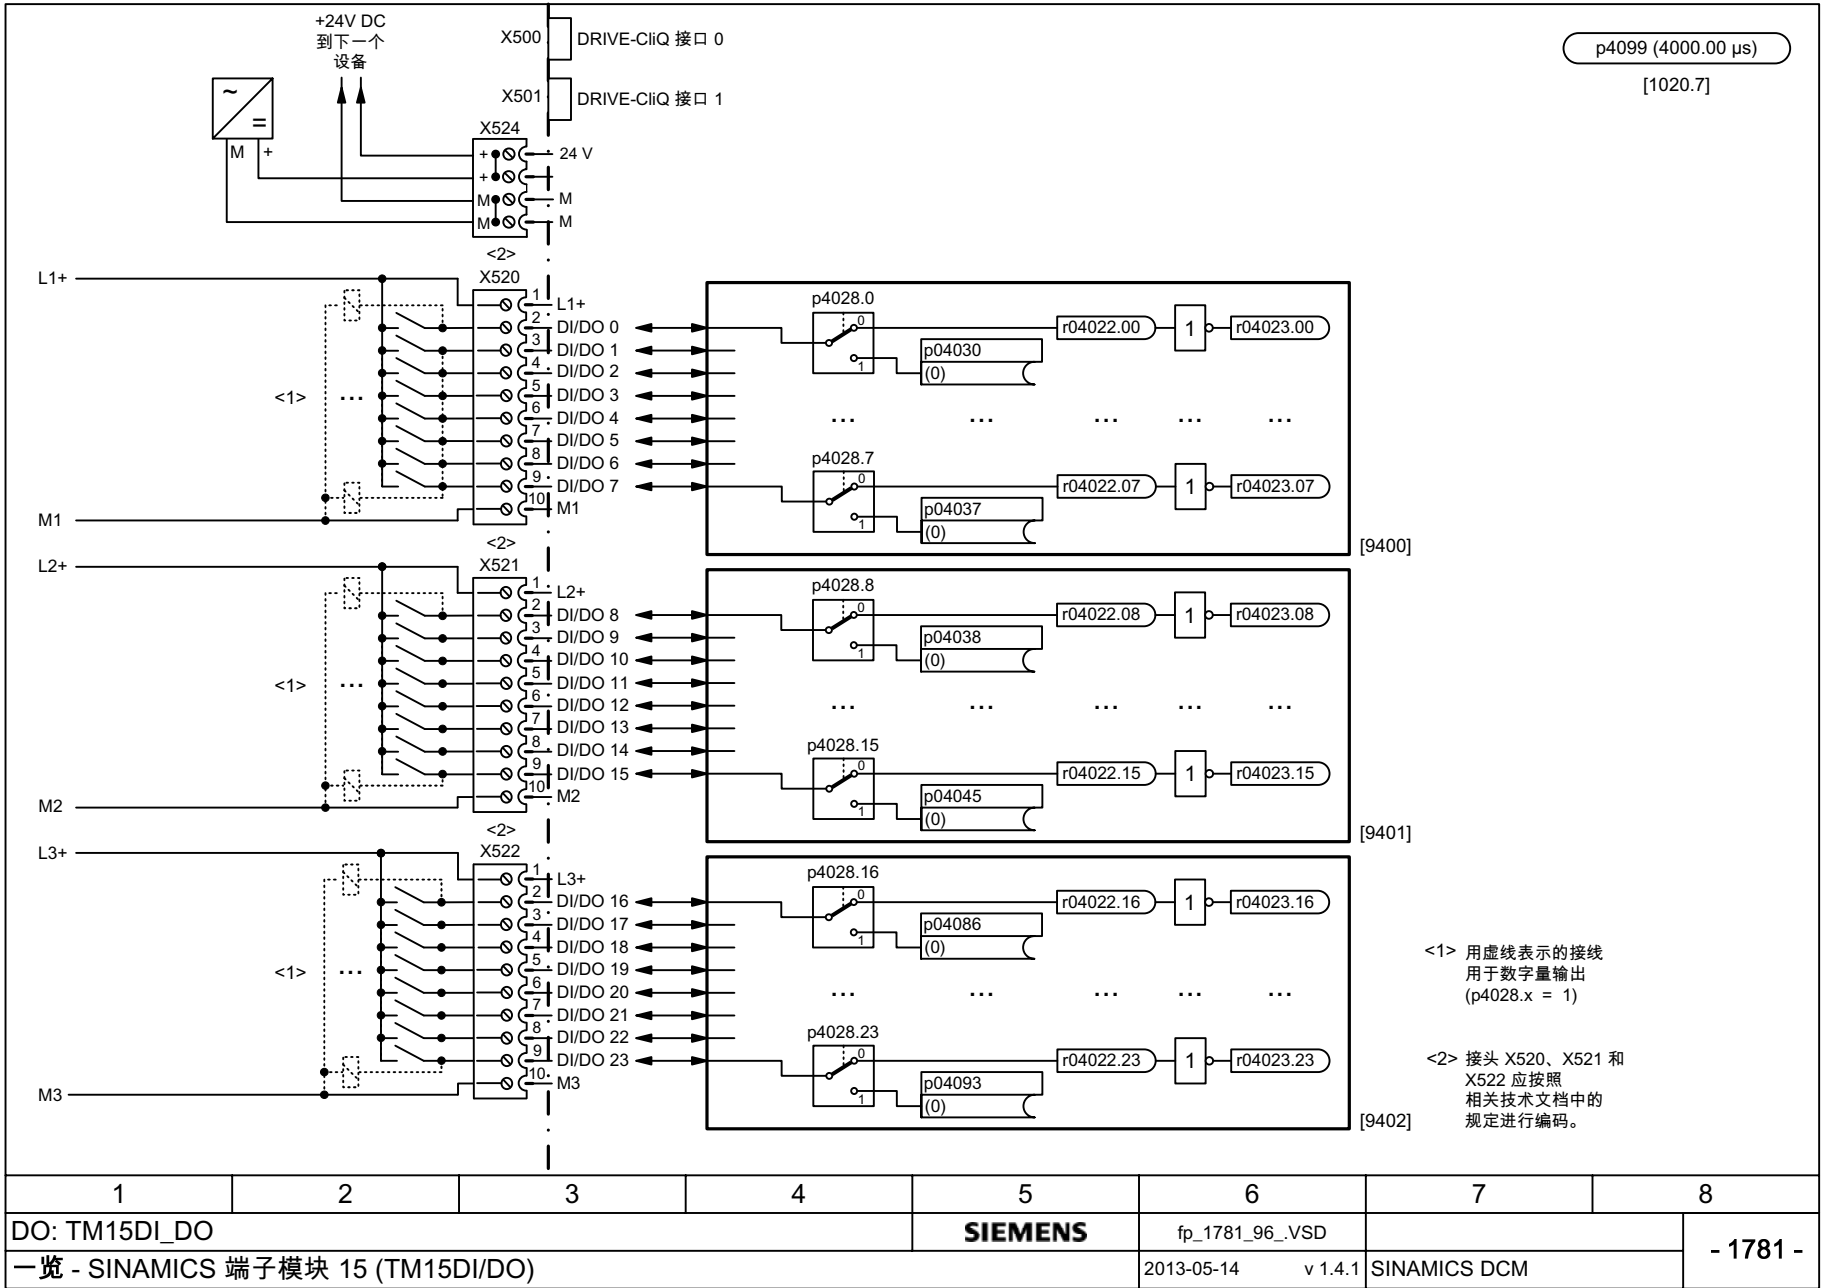 +24V DC
到下一个
设备
X500
DRIVE-CliQ 接口 0
p4099 (4000.00 µs)
[1020.7]
X501
DRIVE-CliQ 接口 1
~
=
M
+
X524
+
24 V
+
M
M
M
M
<2>
X520
L1+
1
L1+
2
DI/DO 0
3
DI/DO 1
4
DI/DO 2
5
DI/DO 3
6
DI/DO 4
7
DI/DO 5
8
DI/DO 6
9
DI/DO 7
10
M1
<1>
...
M1
p4028.0
0
1
p04030
(0)
r04022.00
1
r04023.00
... ... ... ... ...
p4028.7
0
1
p04037
(0)
r04022.07
1
r04023.07
[9400]
<2>
X521
L2+
1
L2+
2
DI/DO 8
3
DI/DO 9
4
DI/DO 10
5
DI/DO 11
6
DI/DO 12
7
DI/DO 13
8
DI/DO 14
9
DI/DO 15
10
M2
<1>
...
M2
p4028.8
0
1
p04038
(0)
r04022.08
1
r04023.08
... ... ... ... ...
p4028.15
0
1
p04045
(0)
r04022.15
1
r04023.15
[9401]
<2>
X522
L3+
1
L3+
2
DI/DO 16
3
DI/DO 17
4
DI/DO 18
5
DI/DO 19
6
DI/DO 20
7
DI/DO 21
8
DI/DO 22
9
DI/DO 23
10
M3
<1>
...
M3
p4028.16
0
1
p04086
(0)
r04022.16
1
r04023.16
... ... ... ... ...
p4028.23
0
1
p04093
(0)
r04022.23
1
r04023.23
[9402]
<1> 用虚线表示的接线
用于数字量输出
(p4028.x = 1)
<2> 接头 X520、X521 和
X522 应按照
相关技术文档中的
规定进行编码。
1 2 3 4 5 6 7 8
DO: TM15DI_DO
SIEMENS
fp_1781_96_.VSD
- 1781 -
一览 - SINAMICS 端子模块 15 (TM15DI/DO)
2013-05-14
v 1.4.1
SINAMICS DCM